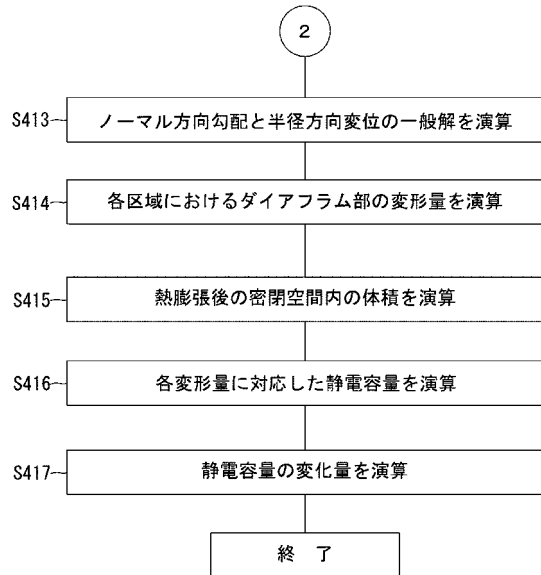 2
S413 ノーマル方向勾配と半径方向変位の一般解を演算
S414 各区域におけるダイアフラム部の変形量を演算
S415 熱膨張後の密閉空間内の体積を演算
S416 各変形量に対応した静電容量を演算
S417 静電容量の変化量を演算
終 了